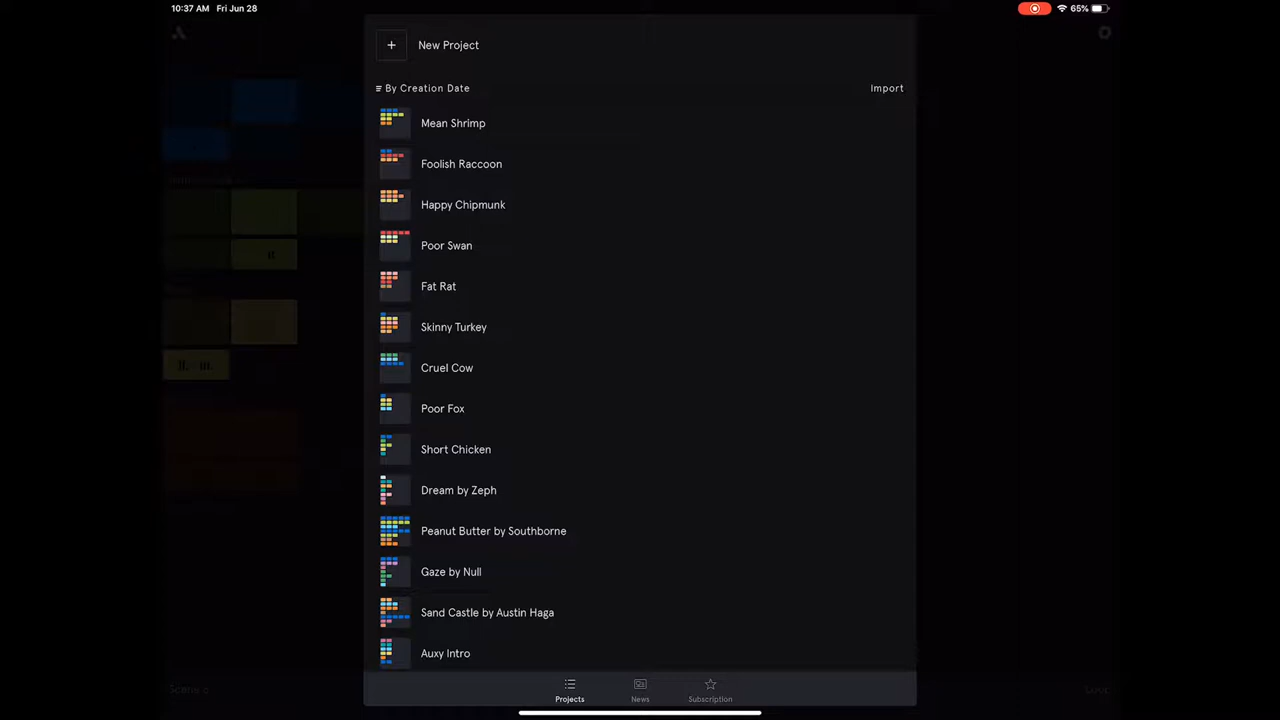 10:37 AM Fri Jun 28
65%
New Project
By Creation Date
Import
Mean Shrimp
Foolish Raccoon
Happy Chipmunk
Poor Swan
Fat Rat
Skinny Turkey
Cruel Cow
Poor Fox
Short Chicken
Dream by Zeph
Peanut Butter by Southborne
Gaze by Null
Sand Castle by Austin Haga
Auxy Intro
Projects
News
Subscription